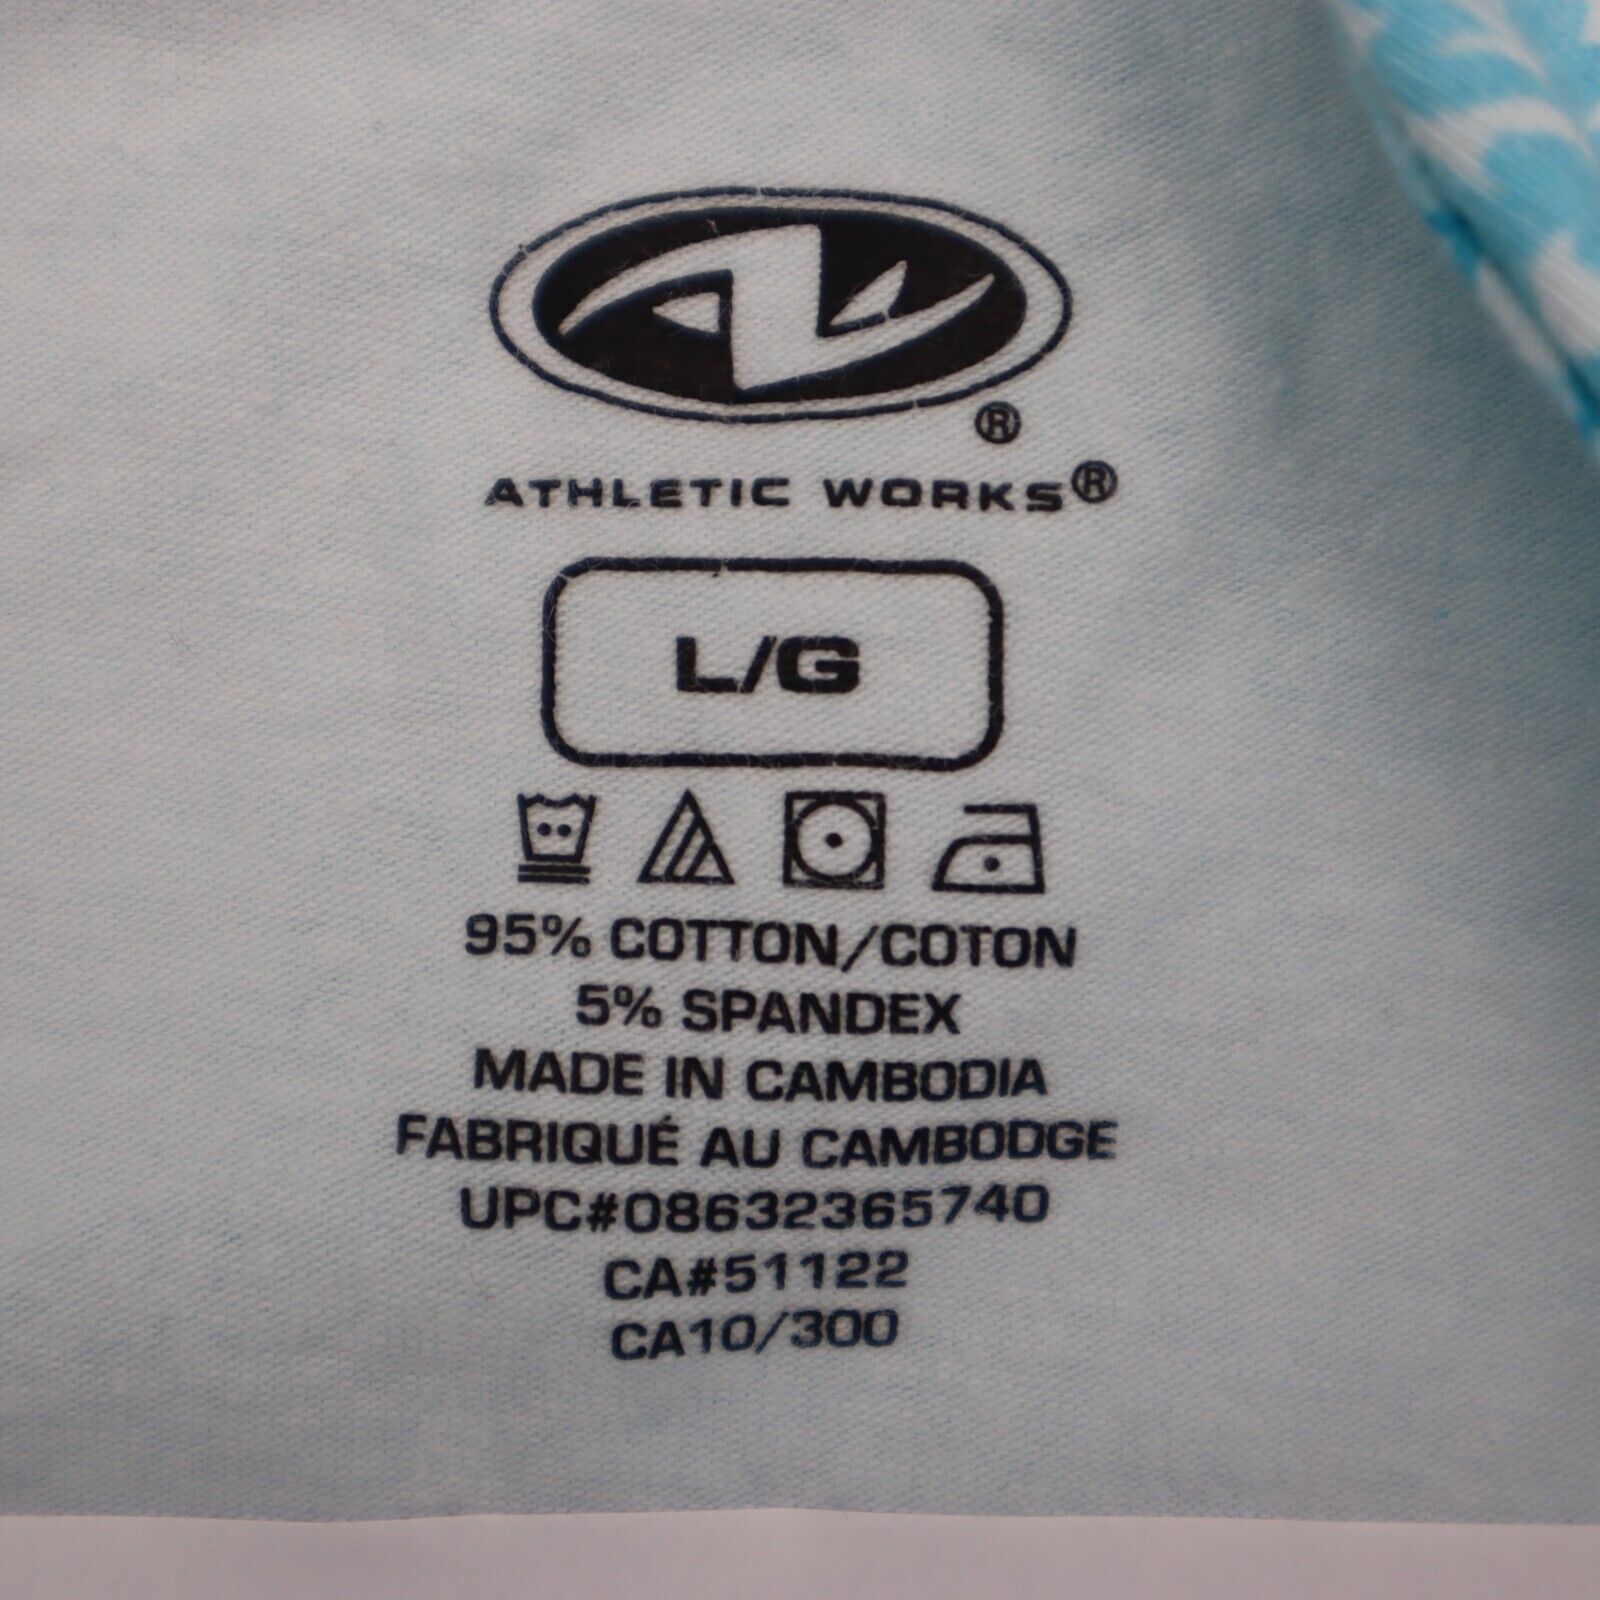 ®
ATHLETIC WORKS®
L/G
95% COTTON/COTON
5% SPANDEX
MADE IN CAMBODIA
FABRIQUÉ AU CAMBODGE
UPC#08632365740
CA#51122
CA10/300